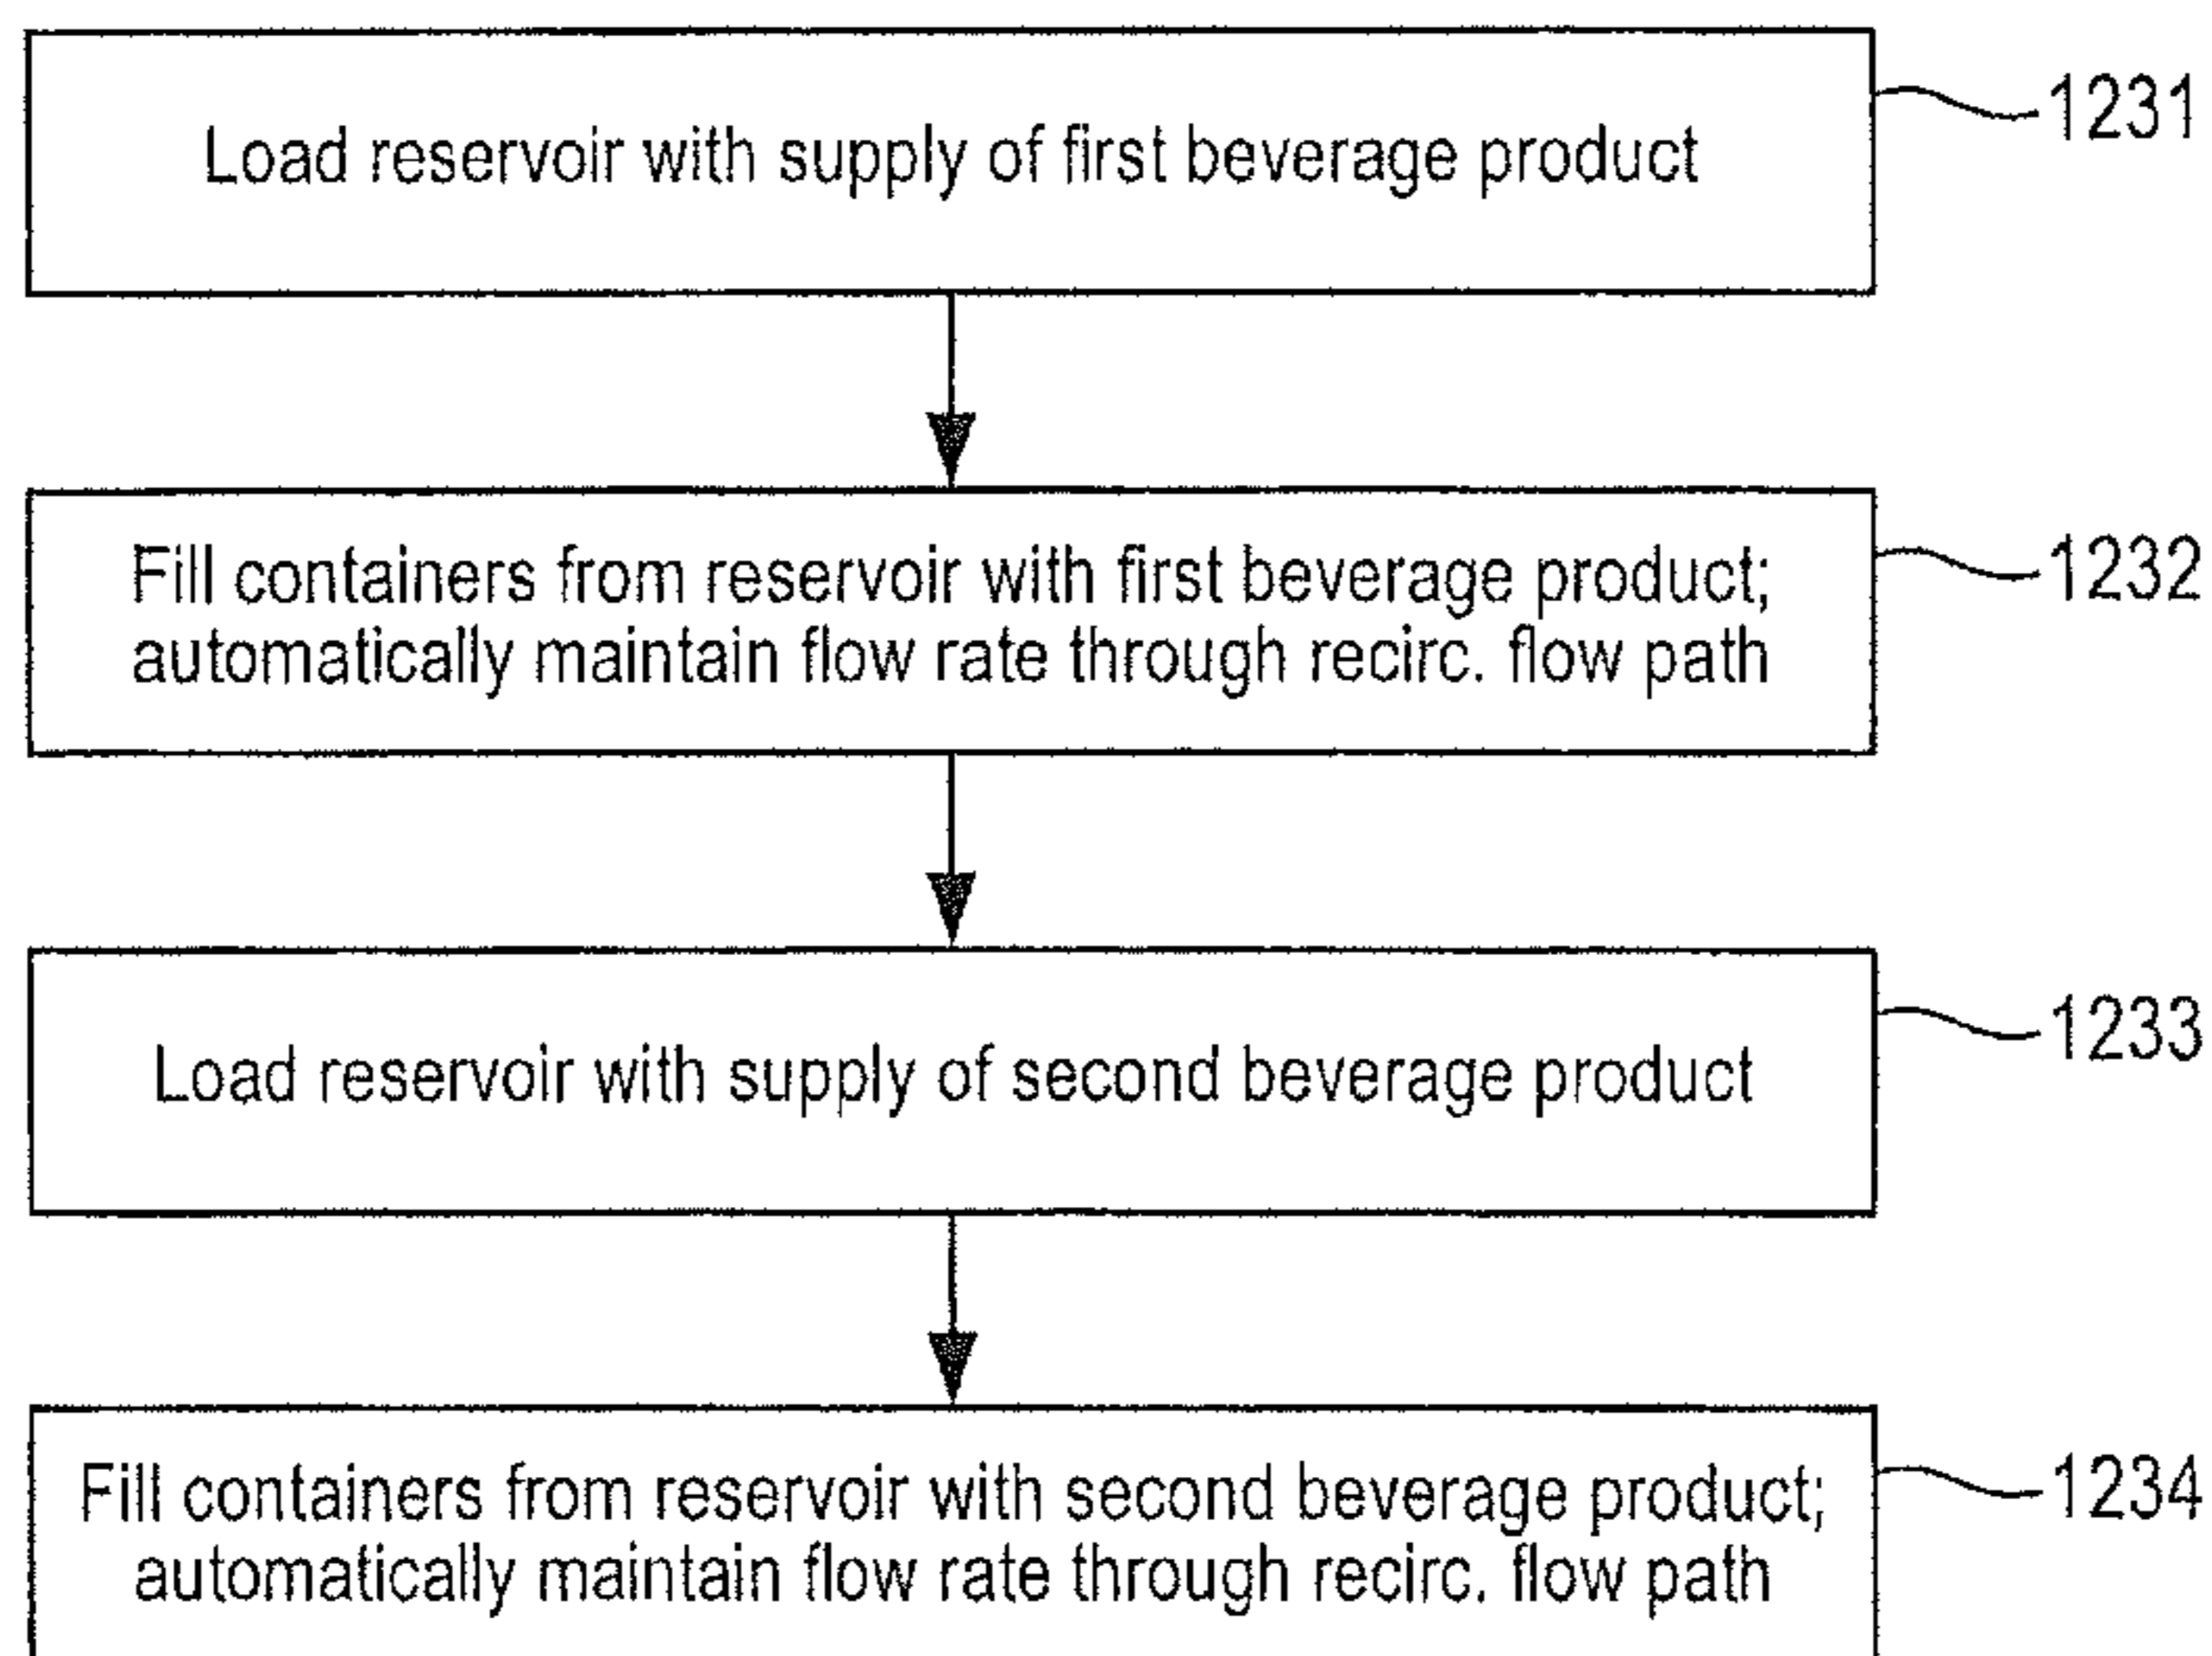 Load reservoir with supply of first beverage product
1231
Fill containers from reservoir with first beverage product;
automatically maintain flow rate through recirc. flow path
1232
Load reservoir with supply of second beverage product
1233
Fill containers from reservoir with second beverage product;
automatically maintain flow rate through recirc. flow path
1234